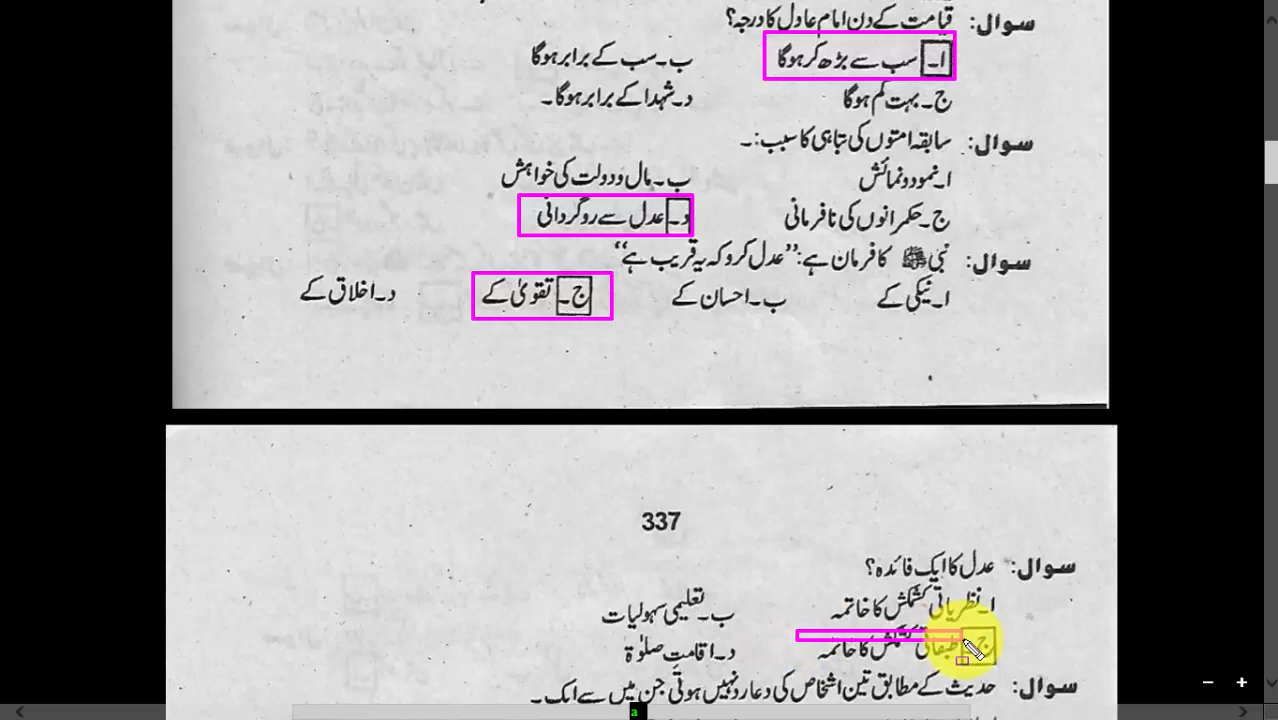 سوال: قیامت کے دن امام عادل کا درجہ؟
ا۔ سب سے بڑھ کر ہوگا ب۔ سب کے برابر ہوگا
ج۔ بہت کم ہوگا د۔ شہدا کے برابر ہوگا۔
سوال: سابقہ امتوں کی تباہی کا سبب:۔
ا۔ نمود و نمائش ب۔ مال و دولت کی خواہش
ج۔ حکمرانوں کی نافرمانی د۔ عدل سے روگردانی
سوال: نبی ﷺ کا فرمان ہے: ”عدل کرو کہ یہ قریب ہے“
ا۔ نیکی کے ب۔ احسان کے ج۔ تقویٰ کے د۔ اخلاق کے
337
سوال: عدل کا ایک فائدہ؟
ا۔ نظریاتی کشمکش کا خاتمہ ب۔ تعلیمی سہولیات
ج۔ طبقاتی کشمکش کا خاتمہ د۔ اقامتِ صلوٰۃ
سوال: حدیث کے مطابق تین اشخاص کی دعا رد نہیں ہوتی جن میں سے ایک۔
a